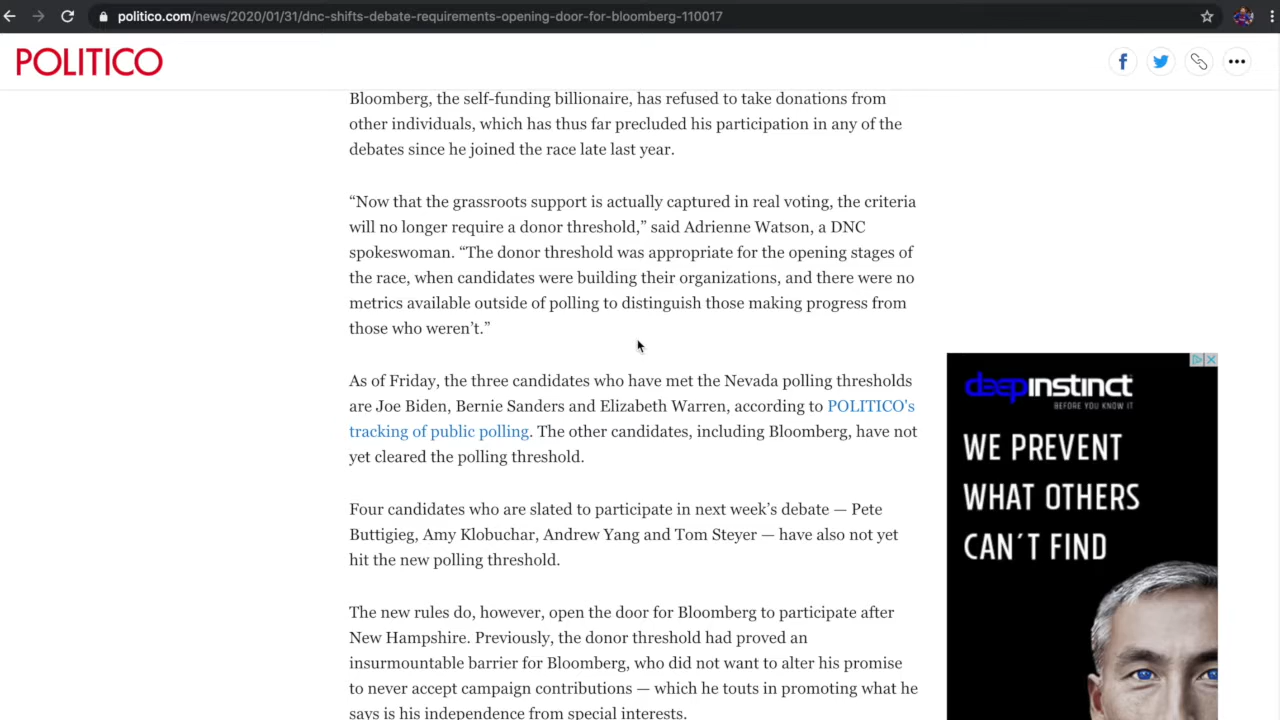 politico.com/news/2020/01/31/dnc-shifts-debate-requirements-opening-door-for-bloomberg-110017
POLITICO
Bloomberg, the self-funding billionaire, has refused to take donations from
other individuals, which has thus far precluded his participation in any of the
debates since he joined the race late last year.
“Now that the grassroots support is actually captured in real voting, the criteria
will no longer require a donor threshold,” said Adrienne Watson, a DNC
spokeswoman. “The donor threshold was appropriate for the opening stages of
the race, when candidates were building their organizations, and there were no
metrics available outside of polling to distinguish those making progress from
those who weren’t.”
As of Friday, the three candidates who have met the Nevada polling thresholds
are Joe Biden, Bernie Sanders and Elizabeth Warren, according to POLITICO's
tracking of public polling. The other candidates, including Bloomberg, have not
yet cleared the polling threshold.
Four candidates who are slated to participate in next week’s debate — Pete
Buttigieg, Amy Klobuchar, Andrew Yang and Tom Steyer — have also not yet
hit the new polling threshold.
The new rules do, however, open the door for Bloomberg to participate after
New Hampshire. Previously, the donor threshold had proved an
insurmountable barrier for Bloomberg, who did not want to alter his promise
to never accept campaign contributions — which he touts in promoting what he
says is his independence from special interests.
deepinstinct
BEFORE YOU KNOW IT
WE PREVENT
WHAT OTHERS
CAN´T FIND